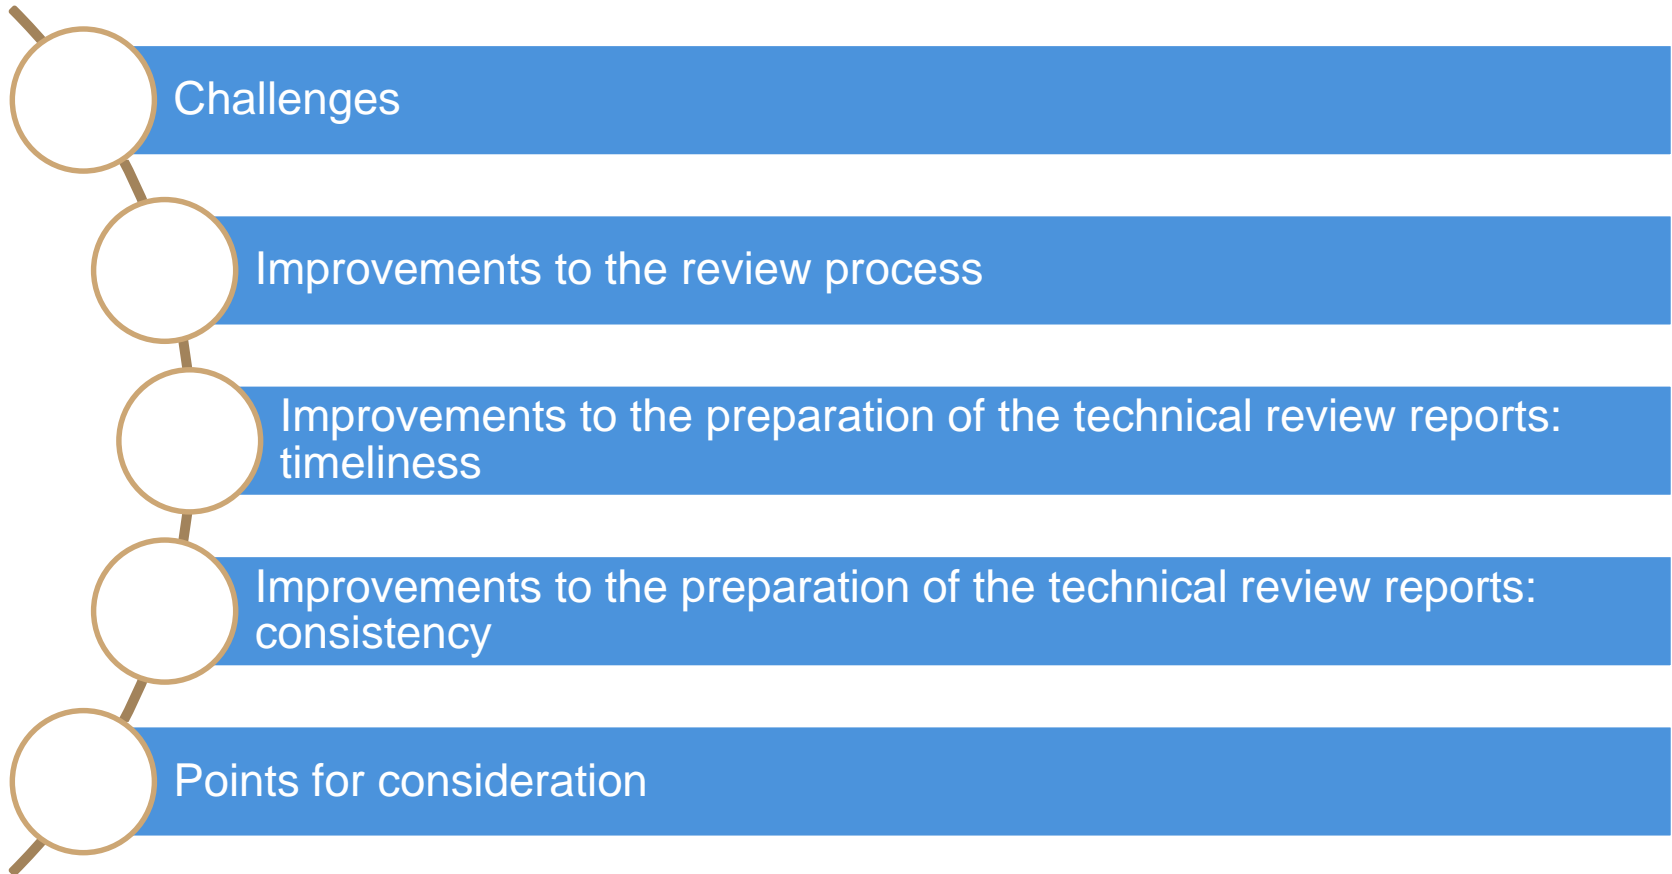 Challenges
Improvements to the review process
Improvements to the preparation of the technical review reports:
timeliness
Improvements to the preparation of the technical review reports:
consistency
Points for consideration